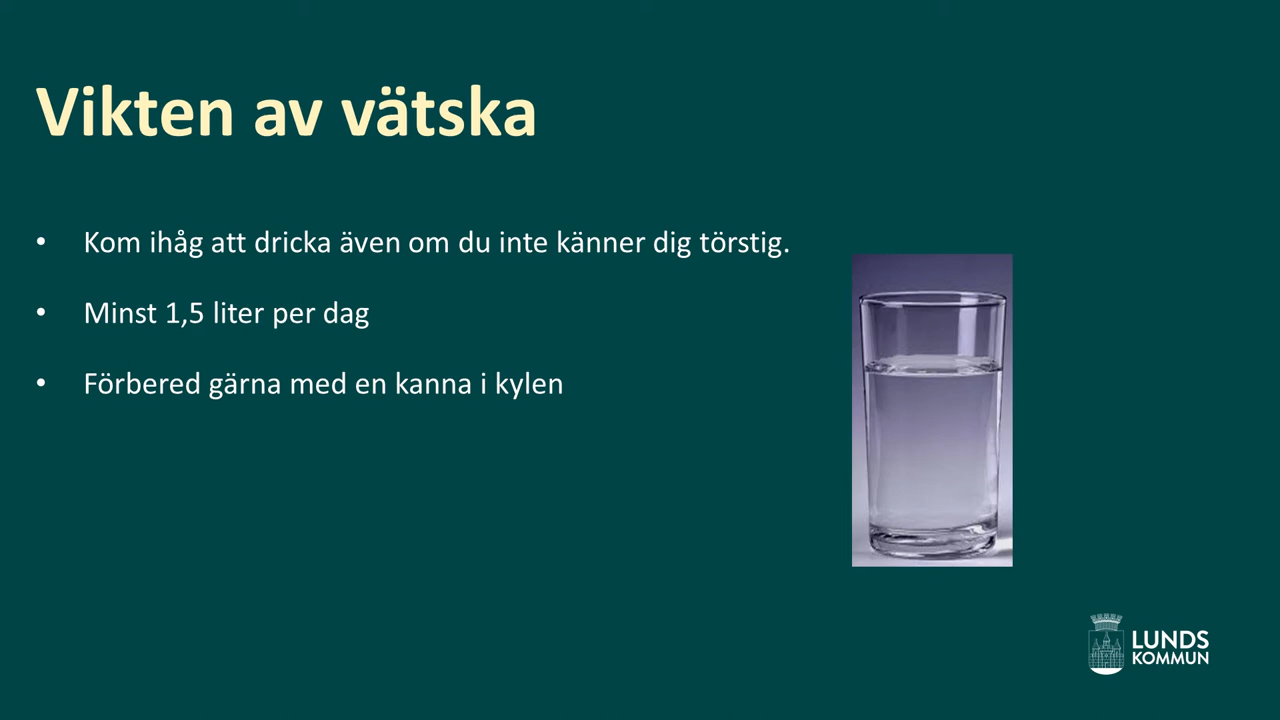 Vikten av vätska
• Kom ihåg att dricka även om du inte känner dig törstig.
• Minst 1,5 liter per dag
• Förbered gärna med en kanna i kylen
LUNDS
KOMMUN